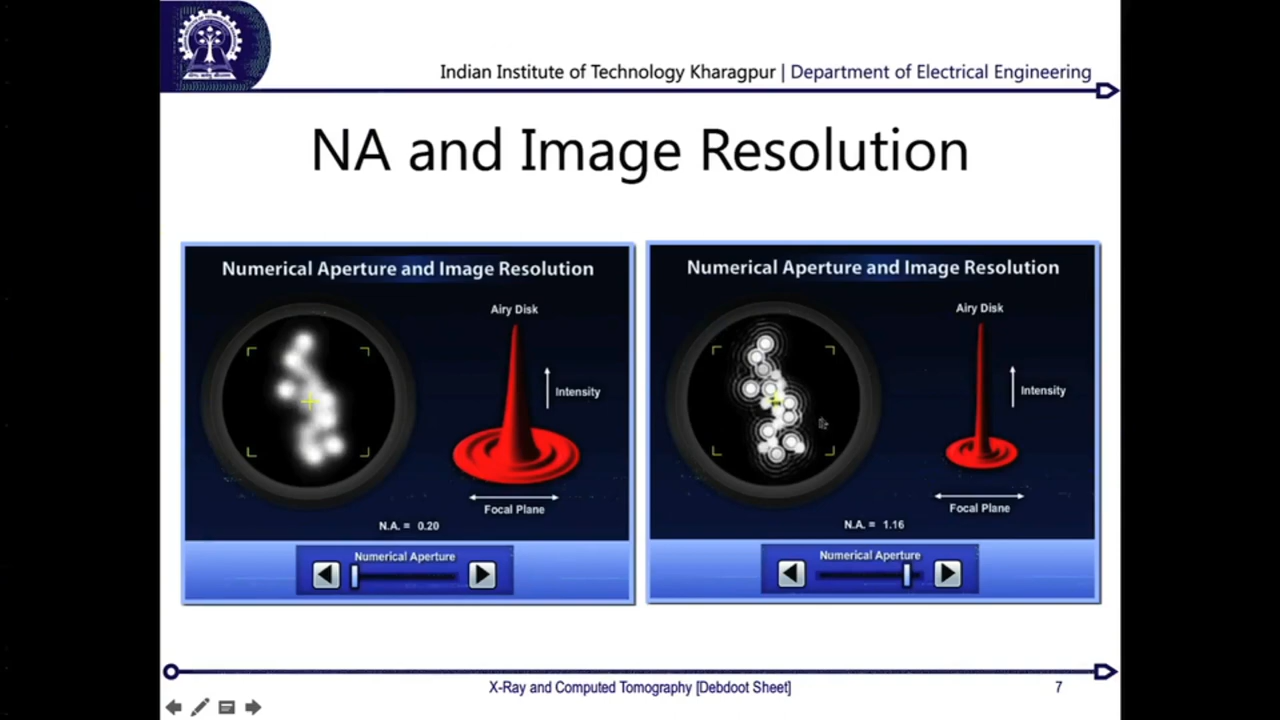 Indian Institute of Technology Kharagpur | Department of Electrical Engineering
NA and Image Resolution
Numerical Aperture and Image Resolution
Airy Disk
Intensity
Focal Plane
N.A. = 0.20
Numerical Aperture
Numerical Aperture and Image Resolution
Airy Disk
Intensity
Focal Plane
N.A. = 1.16
Numerical Aperture
X-Ray and Computed Tomography [Debdoot Sheet]
7